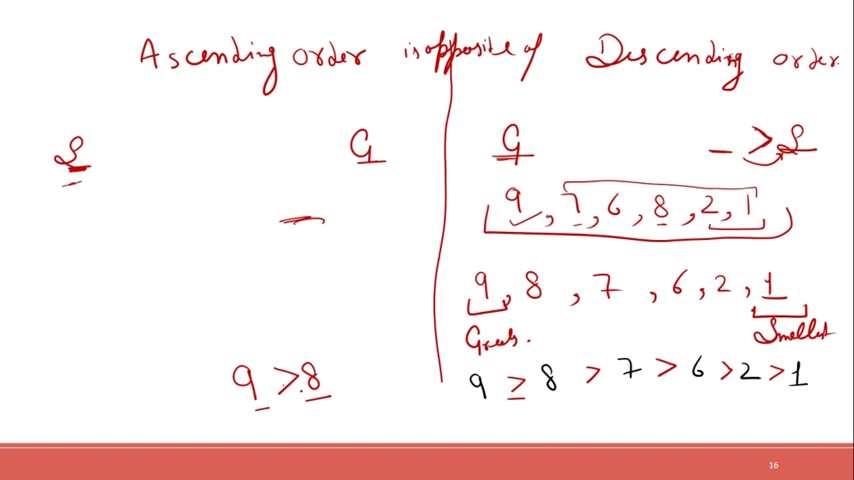 Ascending order is opposite of Descending order.
S G
G - > S
9, 7, 6, 8, 2, 1
9, 8, 7, 6, 2, 1
Smallest
9 > 8
9 > 8 > 7 > 6 > 2 > 1
16